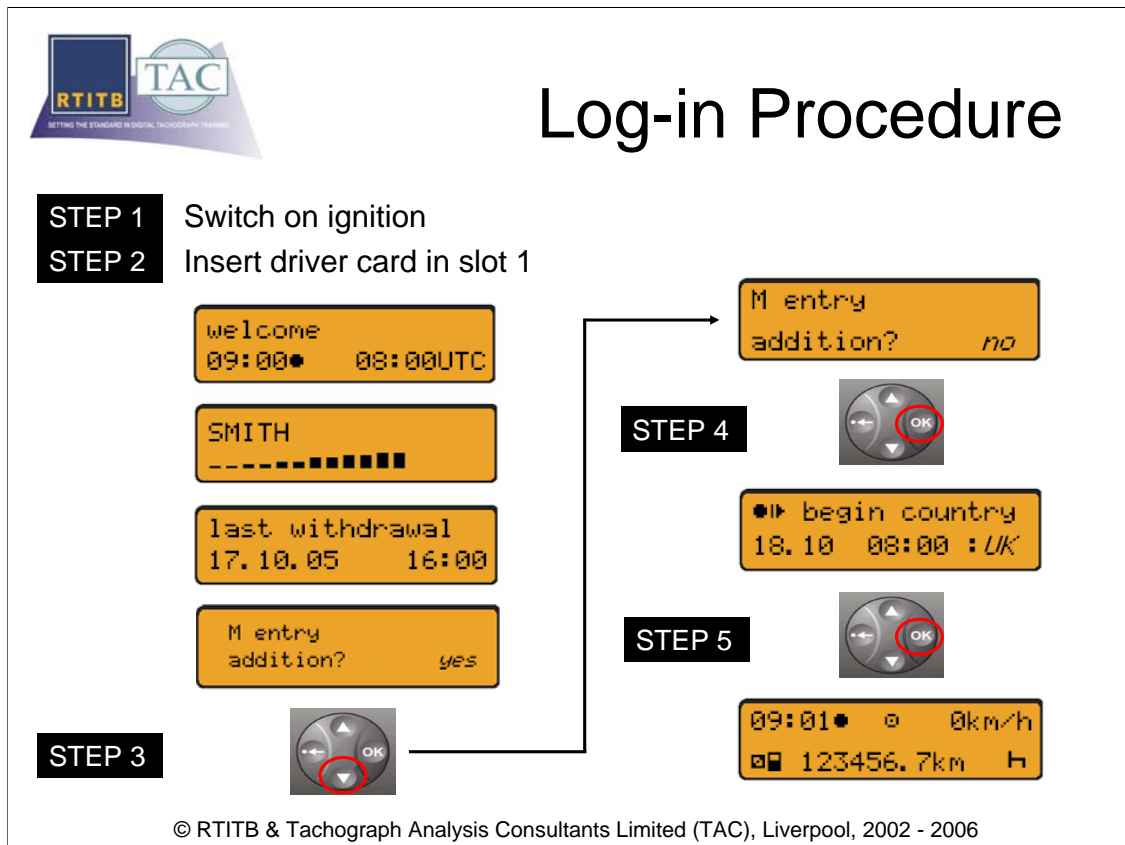 RTITB
TAC
SETTING THE STANDARD IN DIGITAL TACHOGRAPH TRAINING
Log-in Procedure
STEP 1 Switch on ignition
STEP 2 Insert driver card in slot 1
welcome
09:00● 08:00UTC
SMITH
last withdrawal
17.10.05 16:00
M entry
addition? yes
STEP 3
OK
M entry
addition? no
STEP 4
OK
begin country
18.10 08:00 :UK
STEP 5
OK
09:01● 0km/h
123456.7km
© RTITB & Tachograph Analysis Consultants Limited (TAC), Liverpool, 2002 - 2006